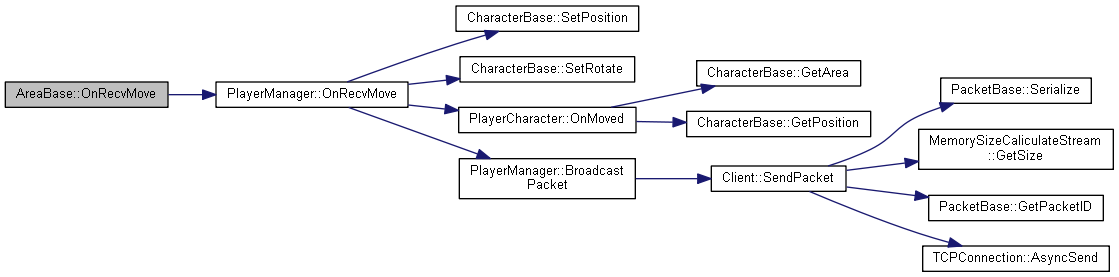 AreaBase::OnRecvMove
PlayerManager::OnRecvMove
CharacterBase::SetPosition
CharacterBase::SetRotate
PlayerCharacter::OnMoved
PlayerManager::Broadcast
Packet
CharacterBase::GetArea
CharacterBase::GetPosition
Client::SendPacket
PacketBase::Serialize
MemorySizeCaliculateStream
::GetSize
PacketBase::GetPacketID
TCPConnection::AsyncSend